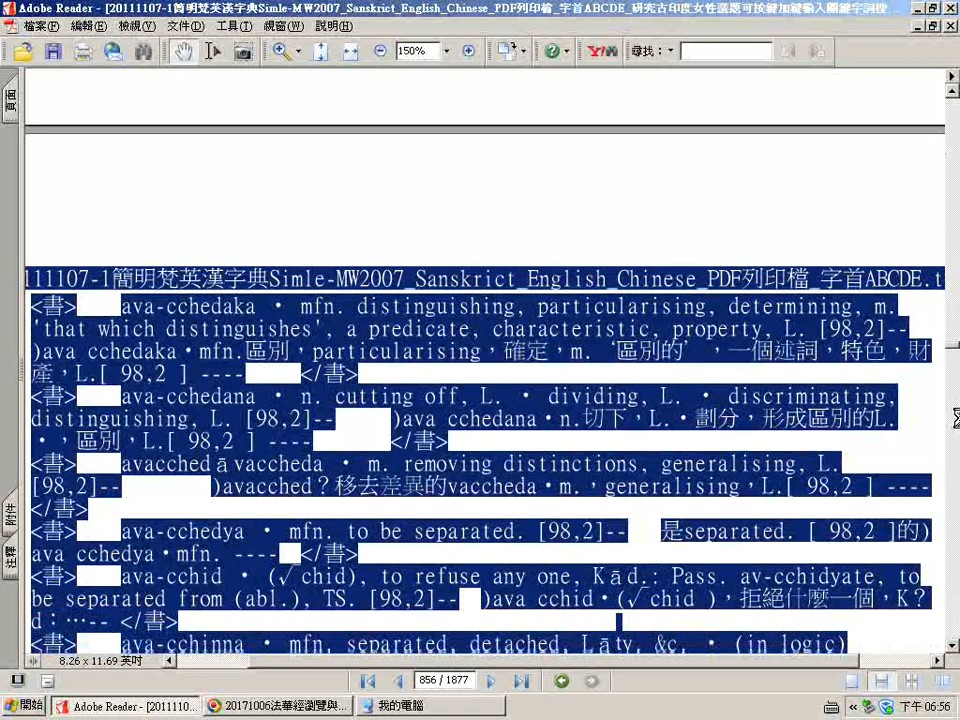 Adobe Reader - [20111107-1簡明梵英漢字典Simle-MW2007_Sanskrict_English_Chinese_PDF列印檔_字首ABCDE_研究古印度女性議題可按鍵加鍵輸入關鍵字詞搜
檔案(F) 編輯(E) 檢視(V) 文件(D) 工具(T) 視窗(W) 說明(H)
150% Y! 尋找:
頁面
附件
註釋
111107-1簡明梵英漢字典Simle-MW2007_Sanskrict_English_Chinese_PDF列印檔_字首ABCDE.t
<書> ava-cchedaka · mfn. distinguishing, particularising, determining, m.
'that which distinguishes', a predicate, characteristic, property, L. [98,2]--
)ava cchedaka·mfn.區別，particularising，確定，m.‘區別的’，一個述詞，特色，財
產，L.[ 98,2 ] ---- </書>
<書> ava-cchedana · n. cutting off, L. · dividing, L. · discriminating,
distinguishing, L. [98,2]-- )ava cchedana·n.切下，L.·劃分，形成區別的L.
·，區別，L.[ 98,2 ] ---- </書>
<書> avacchedāvaccheda · m. removing distinctions, generalising, L.
[98,2]-- )avacched？移去差異的vaccheda·m.，generalising，L.[ 98,2 ] ----
</書>
<書> ava-cchedya · mfn. to be separated. [98,2]-- 是separated. [ 98,2 ]的)
ava cchedya·mfn. ---- </書>
<書> ava-cchid · (√chid), to refuse any one, Kād.: Pass. av-cchidyate, to
be separated from (abl.), TS. [98,2]-- )ava cchid·(√chid )，拒絕什麼一個，K？
d：…-- </書>
<書> ava-cchinna · mfn. separated, detached, Lāty. &c. · (in logic)
8.26 x 11.69 英吋
856 / 1877
開始 Adobe Reader - [2011110... 20171006法華經瀏覽與... 我的電腦 下午 06:56